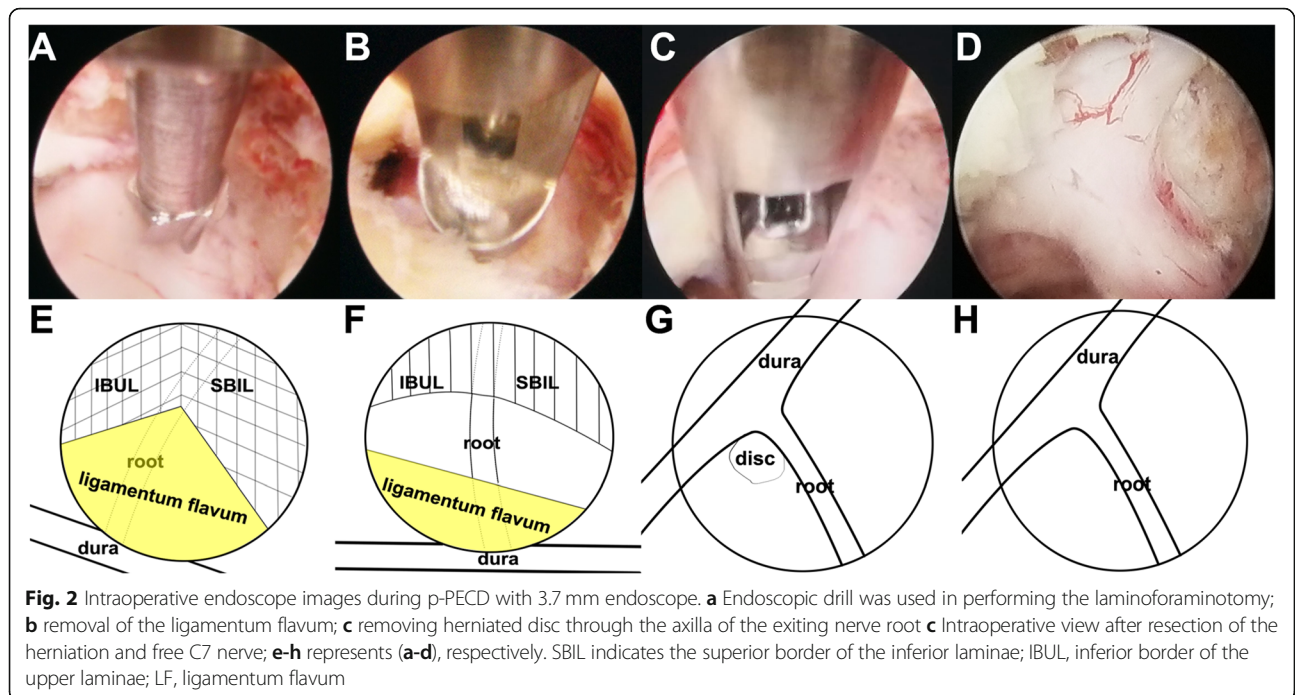 A
B
C
D
E
IBUL
SBIL
root
ligamentum flavum
dura
F
IBUL
SBIL
root
ligamentum flavum
dura
G
dura
disc
root
H
dura
root
Fig. 2 Intraoperative endoscope images during p-PECD with 3.7 mm endoscope. a Endoscopic drill was used in performing the laminoforaminotomy;
b removal of the ligamentum flavum; c removing herniated disc through the axilla of the exiting nerve root c Intraoperative view after resection of the
herniation and free C7 nerve; e-h represents (a-d), respectively. SBIL indicates the superior border of the inferior laminae; IBUL, inferior border of the
upper laminae; LF, ligamentum flavum